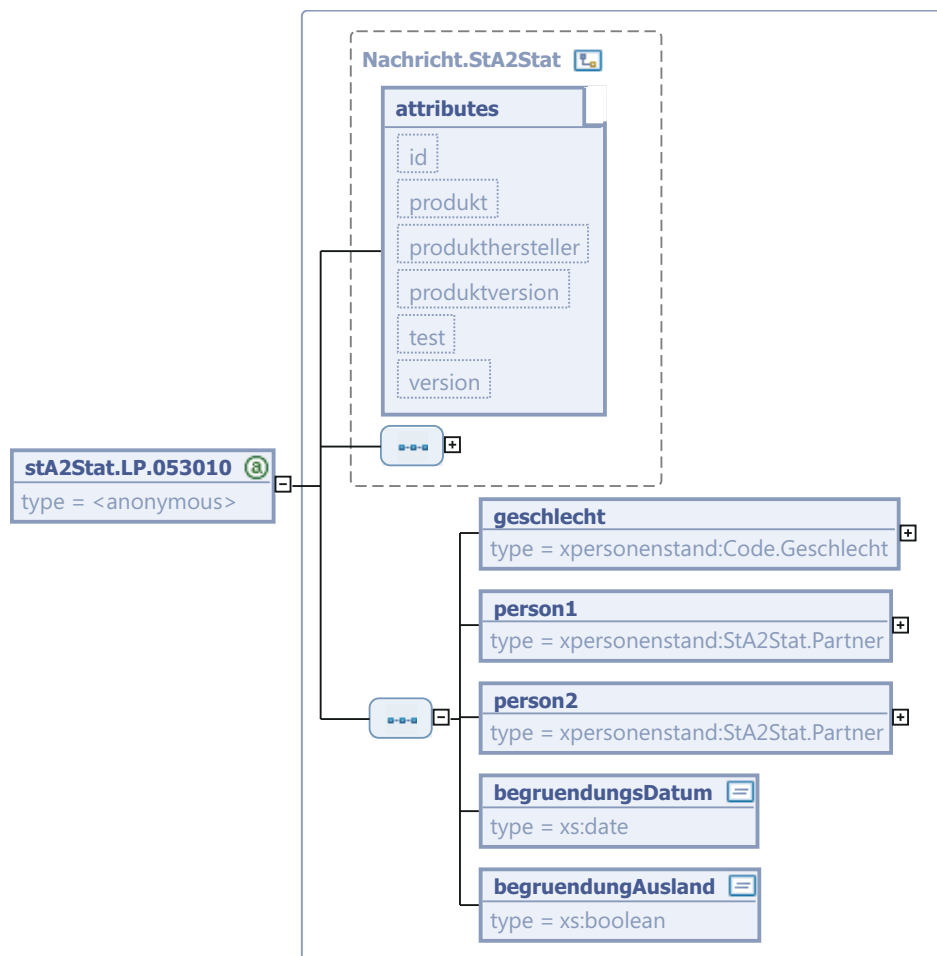 Nachricht.StA2Stat
attributes
id
produkt
produkthersteller
produktversion
test
version
stA2Stat.LP.053010
type = <anonymous>
geschlecht
type = xpersonenstand:Code.Geschlecht
person1
type = xpersonenstand:StA2Stat.Partner
person2
type = xpersonenstand:StA2Stat.Partner
begruendungsDatum
type = xs:date
begruendungAusland
type = xs:boolean